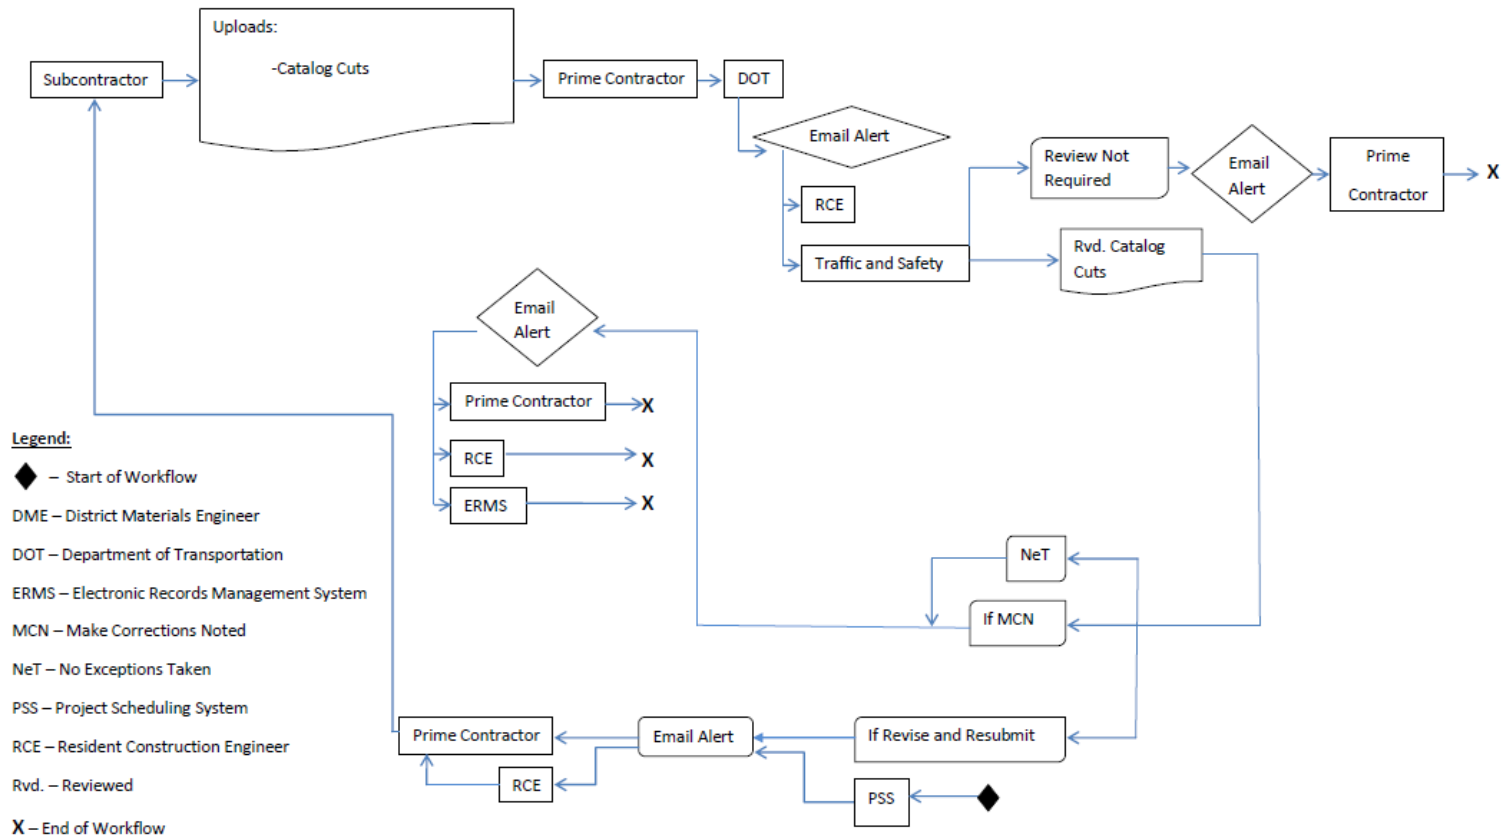 Uploads:
-Catalog Cuts
Subcontractor
Prime Contractor
DOT
Email Alert
Review Not
Required
Email
Alert
Prime
Contractor
X
RCE
Traffic and Safety
Rvd. Catalog
Cuts
Email
Alert
Prime Contractor
X
RCE
X
ERMS
X
NeT
If MCN
Prime Contractor
Email Alert
If Revise and Resubmit
RCE
PSS
Legend:
– Start of Workflow
DME – District Materials Engineer
DOT – Department of Transportation
ERMS – Electronic Records Management System
MCN – Make Corrections Noted
NeT – No Exceptions Taken
PSS – Project Scheduling System
RCE – Resident Construction Engineer
Rvd. – Reviewed
X – End of Workflow